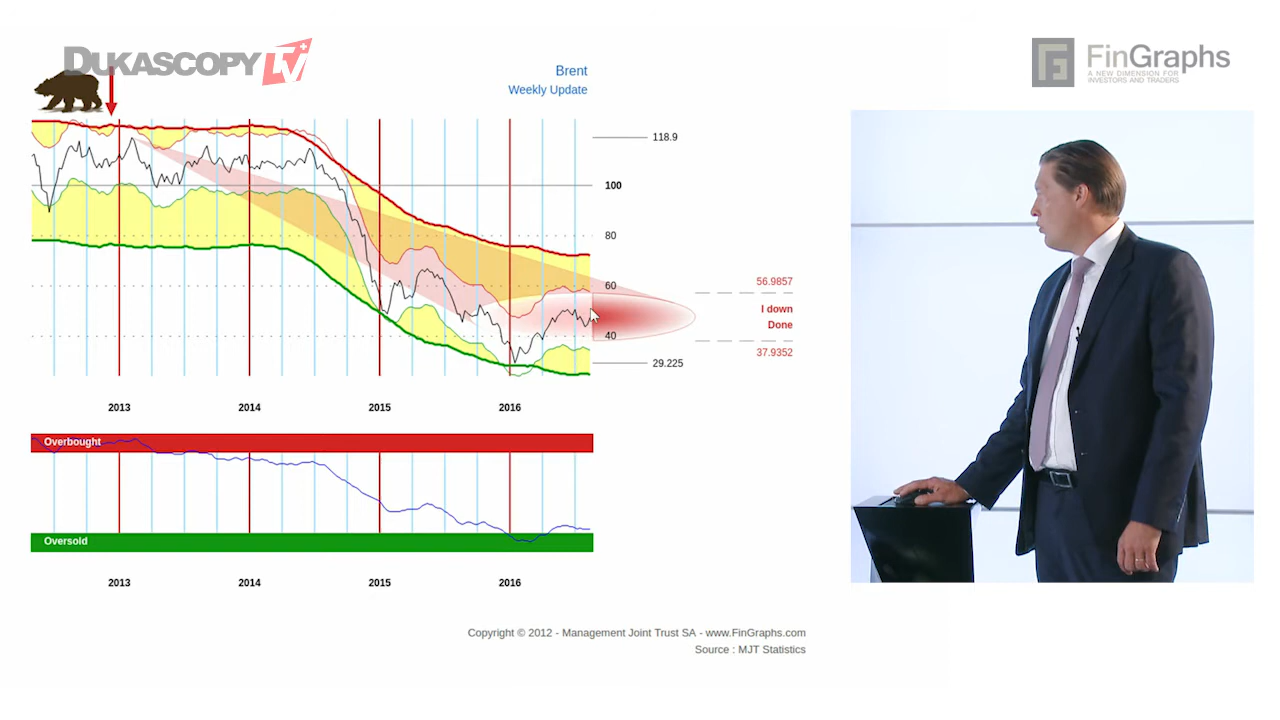 DUKASCOPY TV
FinGraphs
A NEW DIMENSION FOR
INVESTORS AND TRADERS
Brent
Weekly Update
118.9
100
80
60
40
29.225
56.9857
I down
Done
37.9352
2013 2014 2015 2016
Overbought
Oversold
2013 2014 2015 2016
Copyright © 2012 - Management Joint Trust SA - www.FinGraphs.com
Source : MJT Statistics